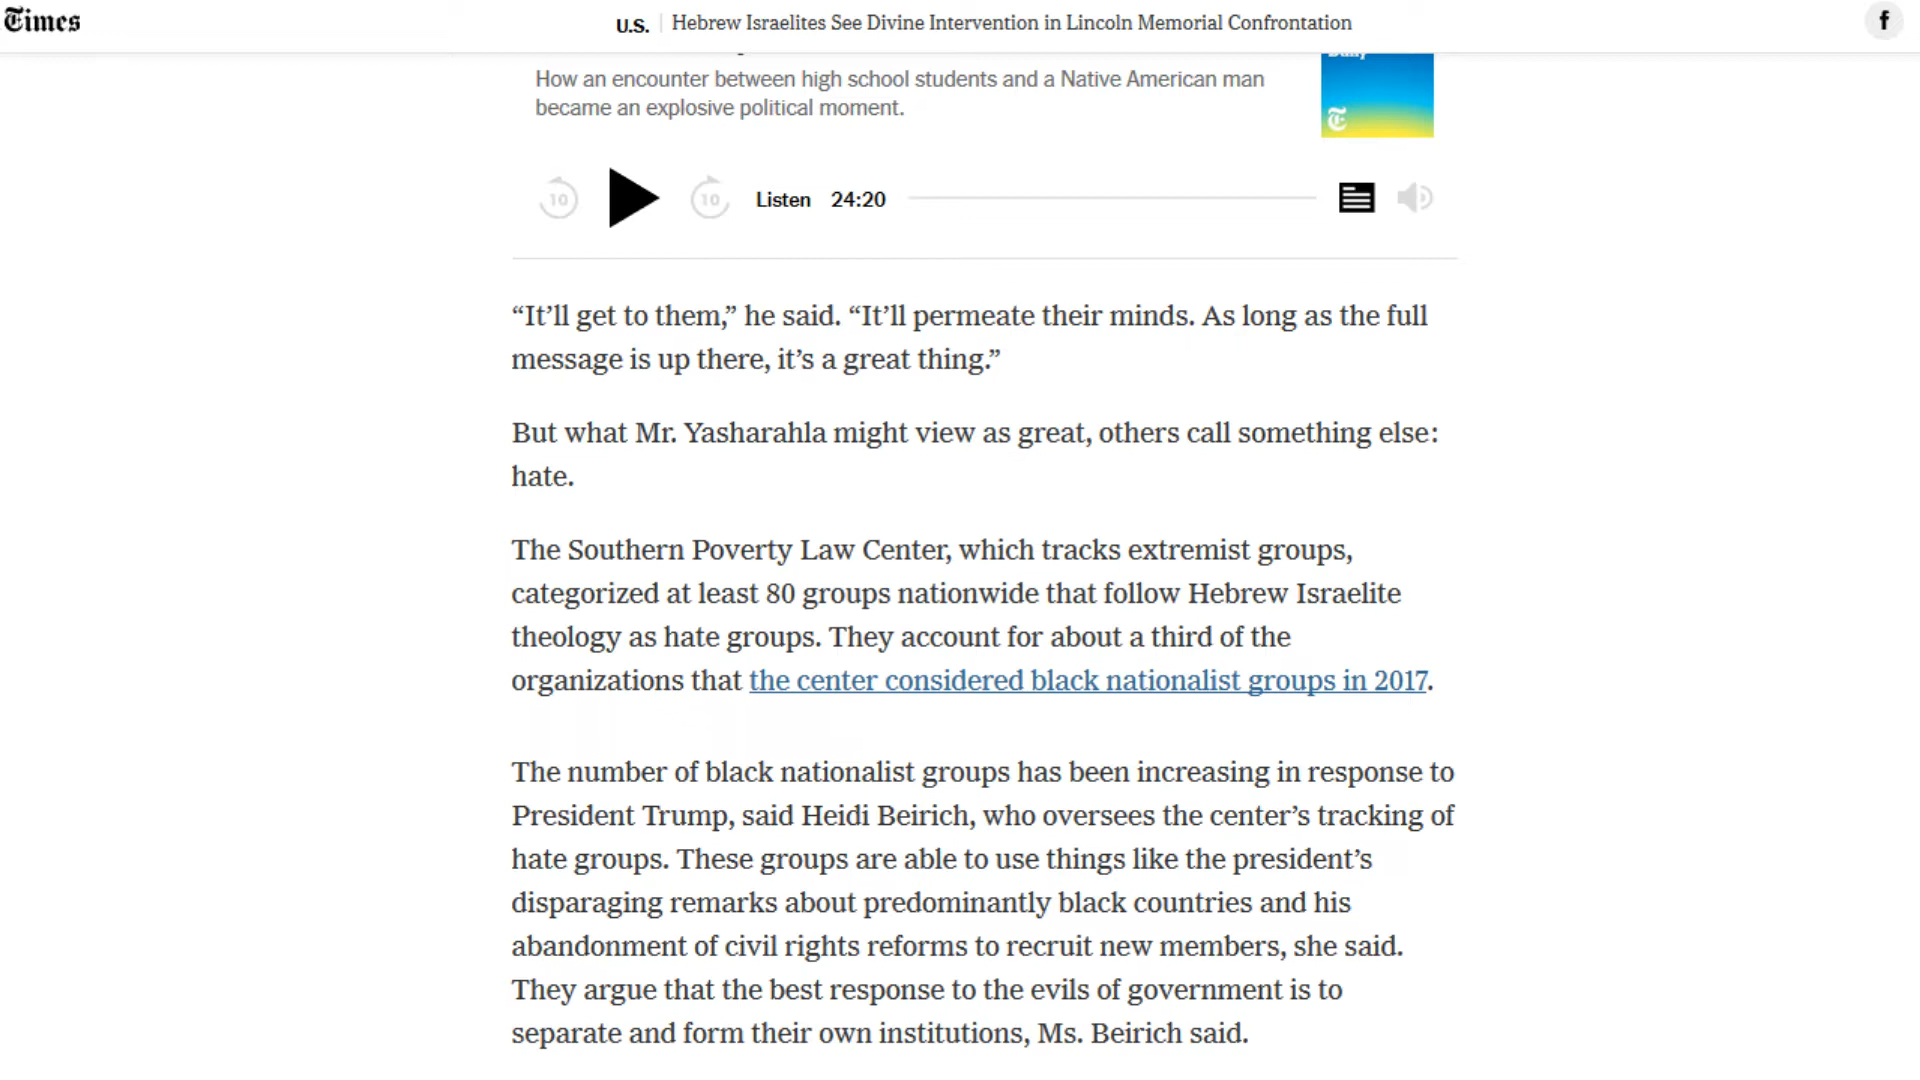 Times
U.S. | Hebrew Israelites See Divine Intervention in Lincoln Memorial Confrontation
How an encounter between high school students and a Native American man
became an explosive political moment.
10
10
Listen 24:20
“It’ll get to them,” he said. “It’ll permeate their minds. As long as the full
message is up there, it’s a great thing.”
But what Mr. Yasharahla might view as great, others call something else:
hate.
The Southern Poverty Law Center, which tracks extremist groups,
categorized at least 80 groups nationwide that follow Hebrew Israelite
theology as hate groups. They account for about a third of the
organizations that the center considered black nationalist groups in 2017.
The number of black nationalist groups has been increasing in response to
President Trump, said Heidi Beirich, who oversees the center’s tracking of
hate groups. These groups are able to use things like the president’s
disparaging remarks about predominantly black countries and his
abandonment of civil rights reforms to recruit new members, she said.
They argue that the best response to the evils of government is to
separate and form their own institutions, Ms. Beirich said.